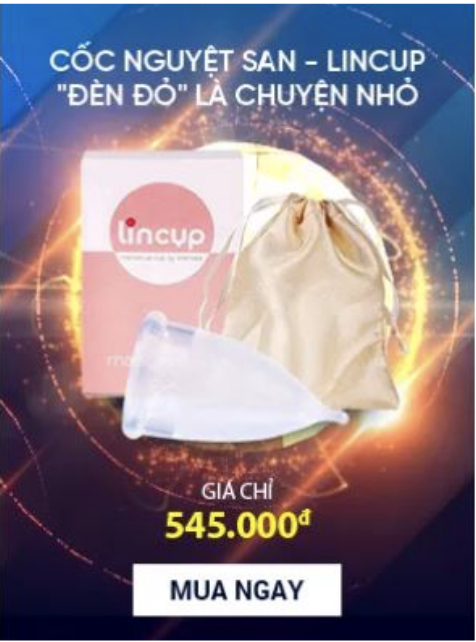 CỐC NGUYỆT SAN – LINCUP
"ĐÈN ĐỎ" LÀ CHUYỆN NHỎ
lincup
GIÁ CHỈ
545.000đ
MUA NGAY